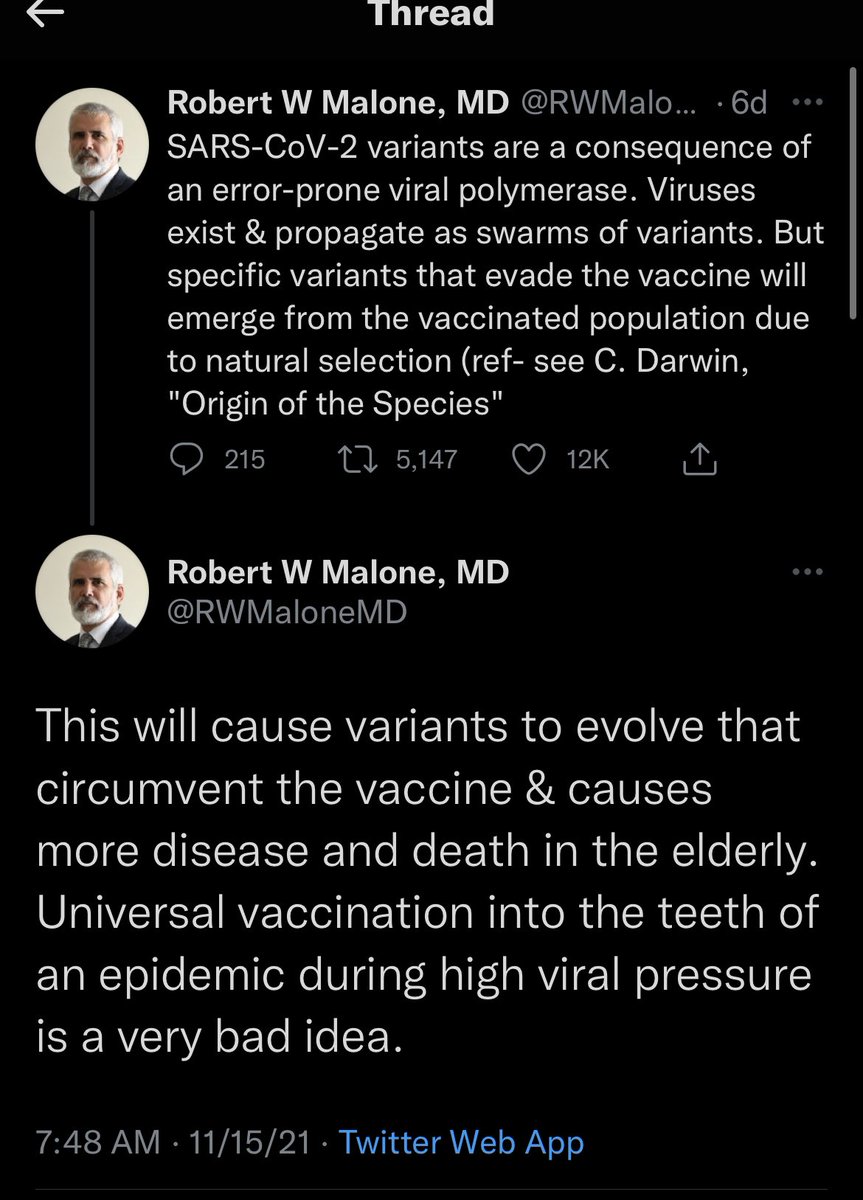 Thread
Robert W Malone, MD @RWMalo... · 6d
SARS-CoV-2 variants are a consequence of
an error-prone viral polymerase. Viruses
exist & propagate as swarms of variants. But
specific variants that evade the vaccine will
emerge from the vaccinated population due
to natural selection (ref- see C. Darwin,
"Origin of the Species"
215 5,147 12K
Robert W Malone, MD
@RWMaloneMD
This will cause variants to evolve that
circumvent the vaccine & causes
more disease and death in the elderly.
Universal vaccination into the teeth of
an epidemic during high viral pressure
is a very bad idea.
7:48 AM · 11/15/21 · Twitter Web App